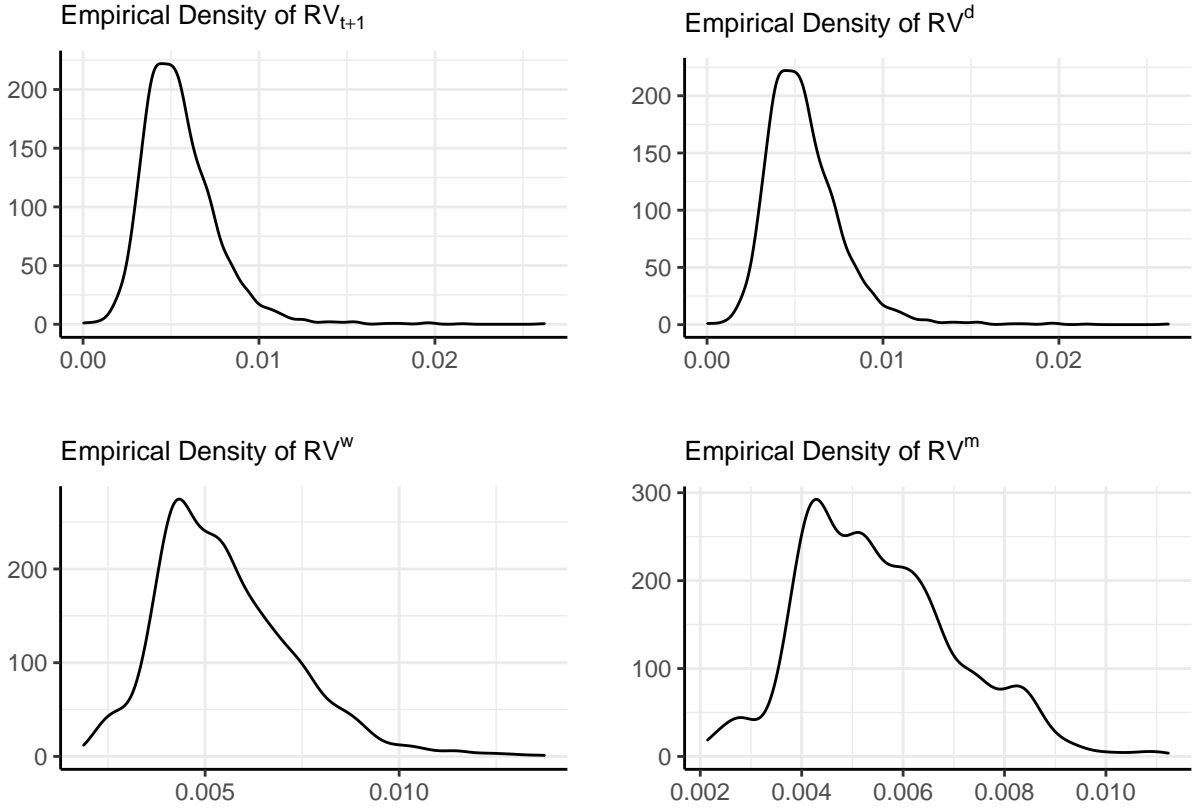 Empirical Density of RVt+1
Empirical Density of RV^d
200
150
100
50
0
0.00 0.01 0.02
200
150
100
50
0
0.00 0.01 0.02
Empirical Density of RV^w
Empirical Density of RV^m
200
100
0
0.005 0.010
300
200
100
0
0.002 0.004 0.006 0.008 0.010